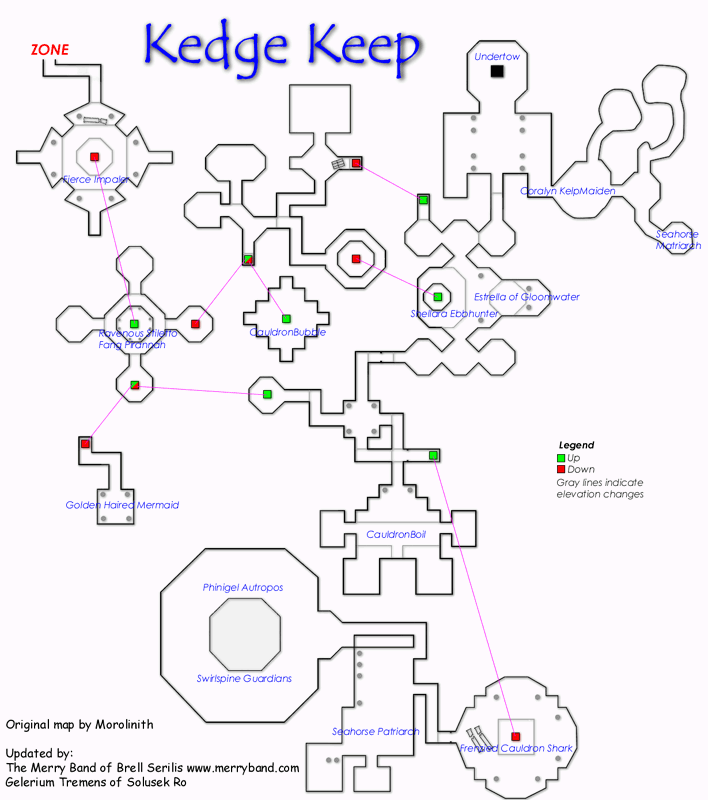 Kedge Keep
ZONE
Undertow
Fierce Impaler
Coralyn KelpMaiden
Seahorse
Matriarch
Estrella of Gloomwater
Shellara Ebbhunter
CauldronBubble
Ravenous Stiletto
Fang Pirannah
Legend
Up
Down
Gray lines indicate
elevation changes
Golden Haired Mermaid
CauldronBoil
Phinigel Autropos
Swirlspine Guardians
Seahorse Patriarch
Frenzied Cauldron Shark
Original map by Morolinith
Updated by:
The Merry Band of Brell Serilis www.merryband.com
Gelerium Tremens of Solusek Ro